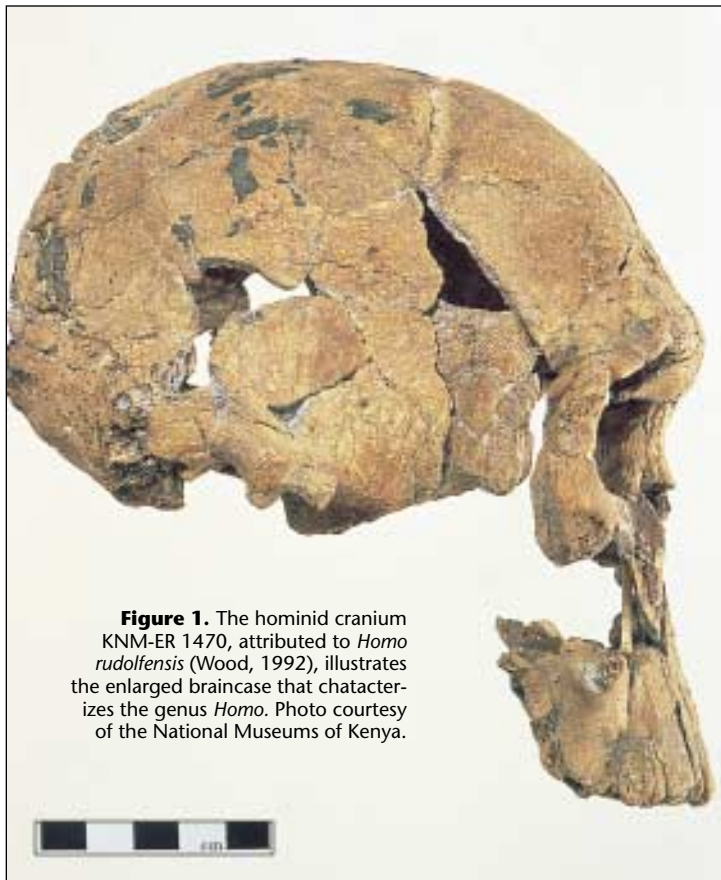 Figure 1. The hominid cranium
KNM-ER 1470, attributed to Homo
rudolfensis (Wood, 1992), illustrates
the enlarged braincase that chatacter-
izes the genus Homo. Photo courtesy
of the National Museums of Kenya.
cm